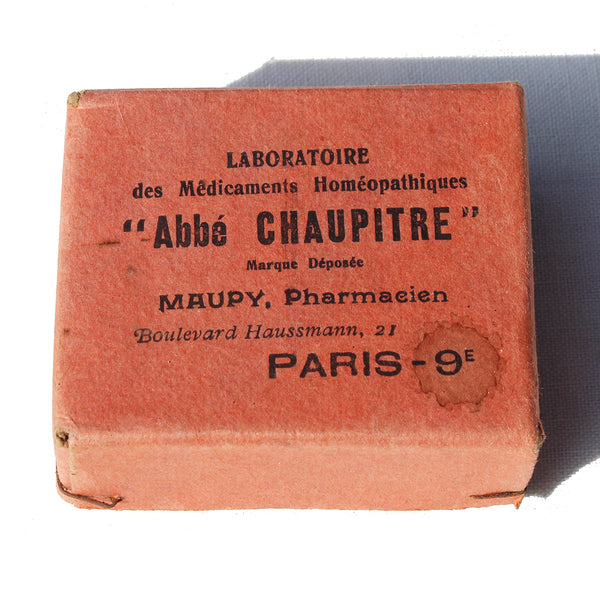 LABORATOIRE
des Médicaments Homéopathiques
"Abbé CHAUPITRE"
Marque Déposée
MAUPY, Pharmacien
Boulevard Haussmann, 21
PARIS-9E